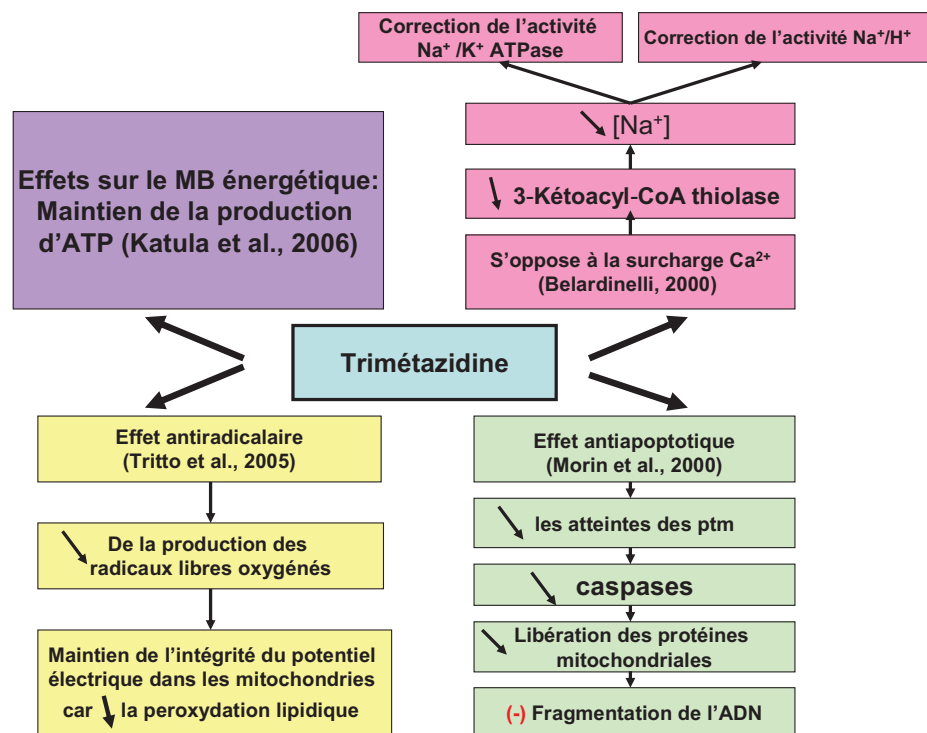 Correction de l'activité
Na⁺ /K⁺ ATPase
Correction de l'activité Na⁺/H⁺
↘ [Na⁺]
↘ 3-Kétoacyl-CoA thiolase
S'oppose à la surcharge Ca²⁺
(Belardinelli, 2000)
Effets sur le MB énergétique:
Maintien de la production
d'ATP (Katula et al., 2006)
Trimétazidine
Effet antiradicalaire
(Tritto et al., 2005)
↘ De la production des
radicaux libres oxygénés
Maintien de l'intégrité du potentiel
électrique dans les mitochondries
car ↘ la peroxydation lipidique
Effet antiapoptotique
(Morin et al., 2000)
↘ les atteintes des ptm
↘ caspases
↘ Libération des protéines
mitochondriales
(-) Fragmentation de l'ADN